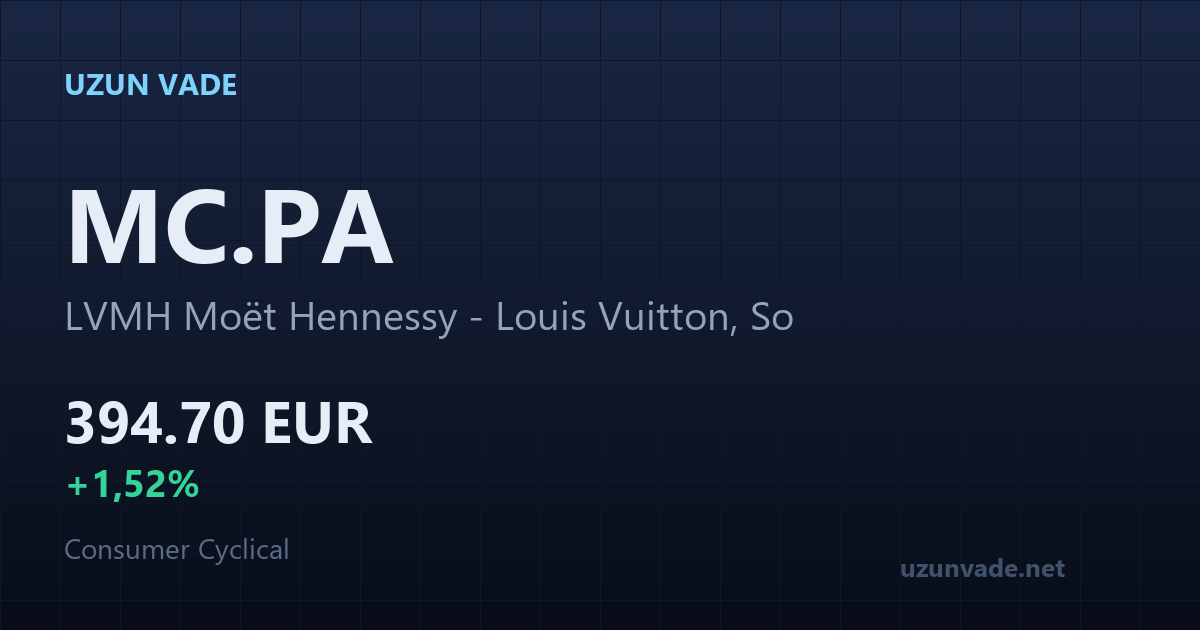 UZUN VADE
MC.PA
LVMH Moët Hennessy - Louis Vuitton, So
394.70 EUR
+1,52%
Consumer Cyclical
uzunvade.net